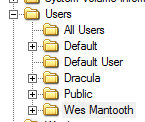 Users
All Users
Default
Default User
Dracula
Public
Wes Mantooth